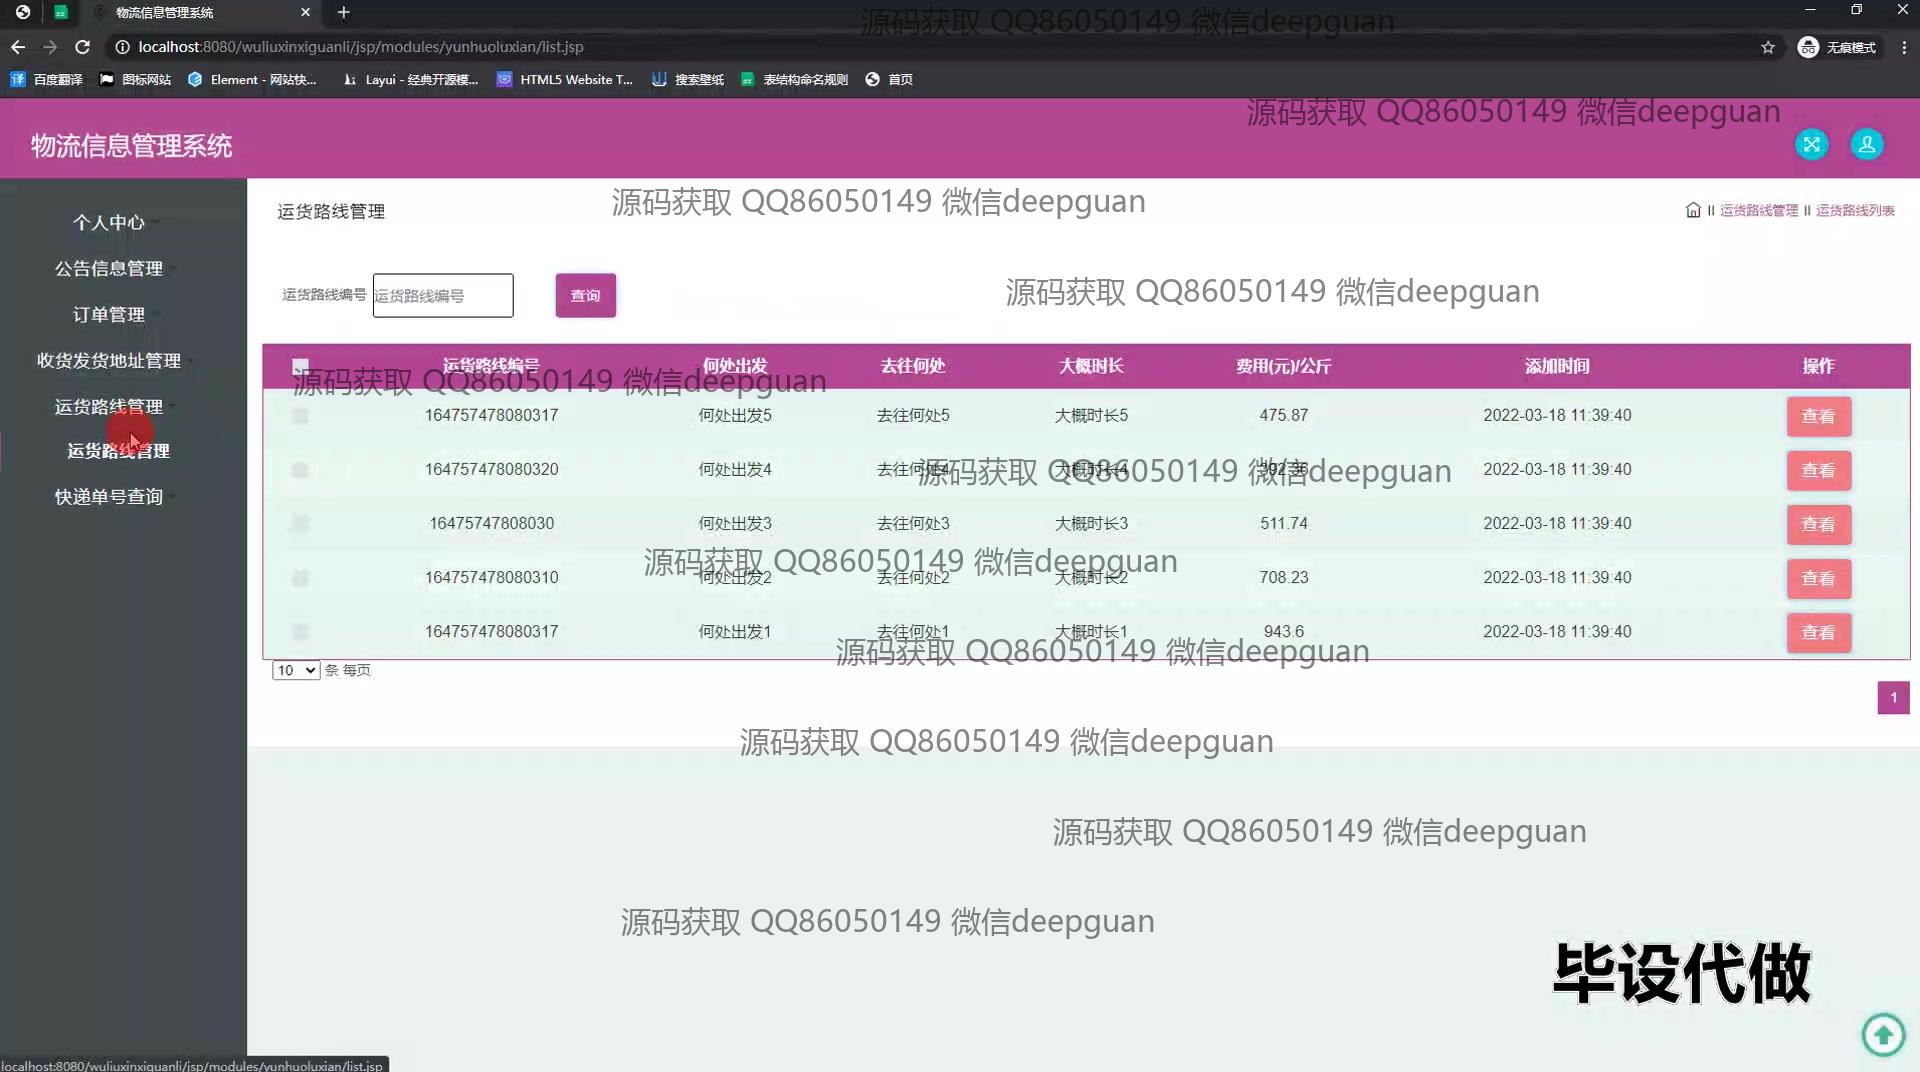 物流信息管理系统
源码获取 QQ86050149 微信deepguan
localhost:8080/wuliuxinxiguanli/jsp/modules/yunhuoluxian/list.jsp
无痕模式
百度翻译 图标网站 Element - 网站快... Layui - 经典开源模... HTML5 Website T... 搜索壁纸 表结构命名规则 首页
源码获取 QQ86050149 微信deepguan
物流信息管理系统
个人中心
公告信息管理
订单管理
收货发货地址管理
运货路线管理
运货路线管理
快递单号查询
运货路线管理
源码获取 QQ86050149 微信deepguan
运货路线管理 运货路线列表
运货路线编号 运货路线编号 查询
源码获取 QQ86050149 微信deepguan
运货路线编号 何处出发 去往何处 大概时长 费用(元)/公斤 添加时间 操作
源码获取 QQ86050149 微信deepguan
164757478080317 何处出发5 去往何处5 大概时长5 475.87 2022-03-18 11:39:40 查看
164757478080320 何处出发4 去往何处4 大概时长4 392.36 2022-03-18 11:39:40 查看
源码获取 QQ86050149 微信deepguan
16475747808030 何处出发3 去往何处3 大概时长3 511.74 2022-03-18 11:39:40 查看
源码获取 QQ86050149 微信deepguan
164757478080310 何处出发2 去往何处2 大概时长2 708.23 2022-03-18 11:39:40 查看
164757478080317 何处出发1 去往何处1 大概时长1 943.6 2022-03-18 11:39:40 查看
源码获取 QQ86050149 微信deepguan
10 条 每页
1
源码获取 QQ86050149 微信deepguan
源码获取 QQ86050149 微信deepguan
源码获取 QQ86050149 微信deepguan
毕设代做
localhost:8080/wuliuxinxiguanli/jsp/modules/yunhuoluxian/list.jsp